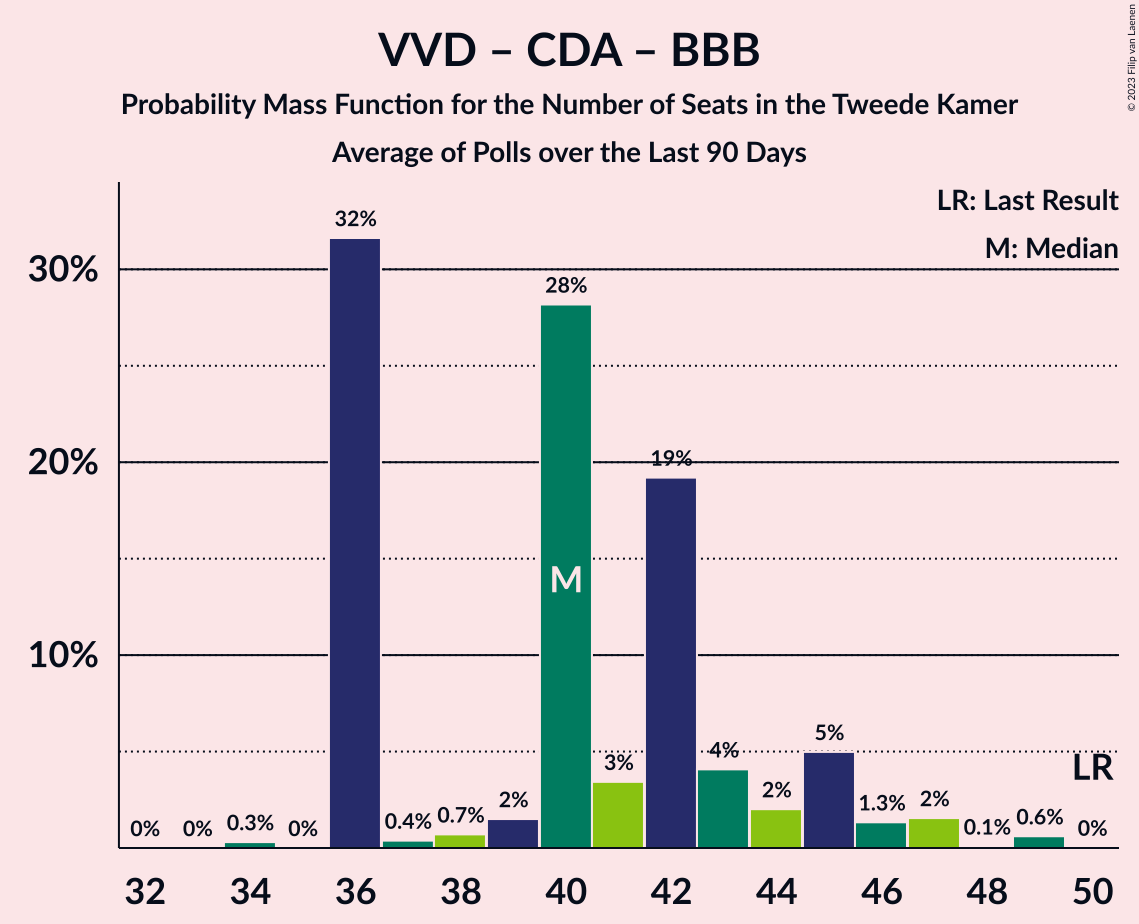 VVD – CDA – BBB
Probability Mass Function for the Number of Seats in the Tweede Kamer
Average of Polls over the Last 90 Days
© 2023 Filip van Laenen
LR: Last Result
M: Median
30%
20%
10%
0% 0% 0.3% 0% 32% 0.4% 0.7% 2% 28% 3% 19% 4% 2% 5% 1.3% 2% 0.1% 0.6% 0%
M
LR
32 34 36 38 40 42 44 46 48 50